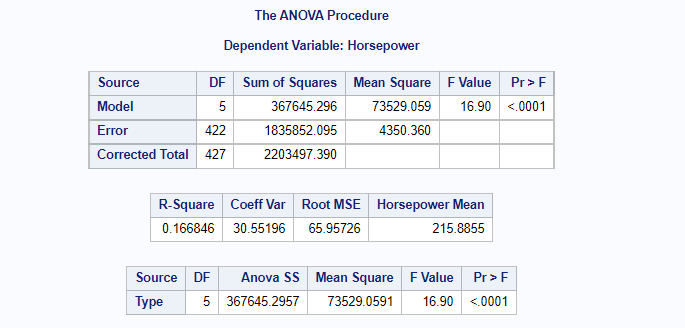 The ANOVA Procedure
Dependent Variable: Horsepower
Source DF Sum of Squares Mean Square F Value Pr > F
Model 5 367645.296 73529.059 16.90 <.0001
Error 422 1835852.095 4350.360
Corrected Total 427 2203497.390
R-Square Coeff Var Root MSE Horsepower Mean
0.166846 30.55196 65.95726 215.8855
Source DF Anova SS Mean Square F Value Pr > F
Type 5 367645.2957 73529.0591 16.90 <.0001